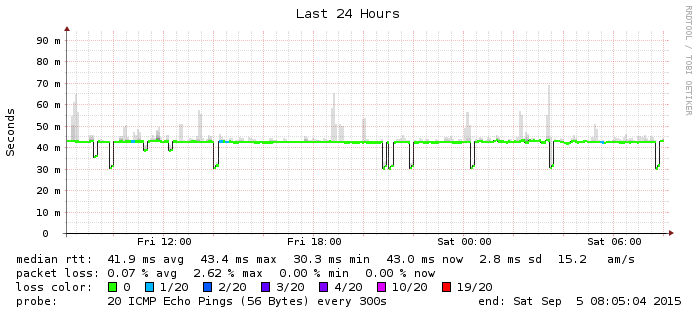 Last 24 Hours
RRDTOOL / TOBI OETIKER
Seconds
90 m
80 m
70 m
60 m
50 m
40 m
30 m
20 m
10 m
0
Fri 12:00 Fri 18:00 Sat 00:00 Sat 06:00
median rtt: 41.9 ms avg 43.4 ms max 30.3 ms min 43.0 ms now 2.8 ms sd 15.2 am/s
packet loss: 0.07 % avg 2.62 % max 0.00 % min 0.00 % now
loss color: 0 1/20 2/20 3/20 4/20 10/20 19/20
probe: 20 ICMP Echo Pings (56 Bytes) every 300s end: Sat Sep 5 08:05:04 2015